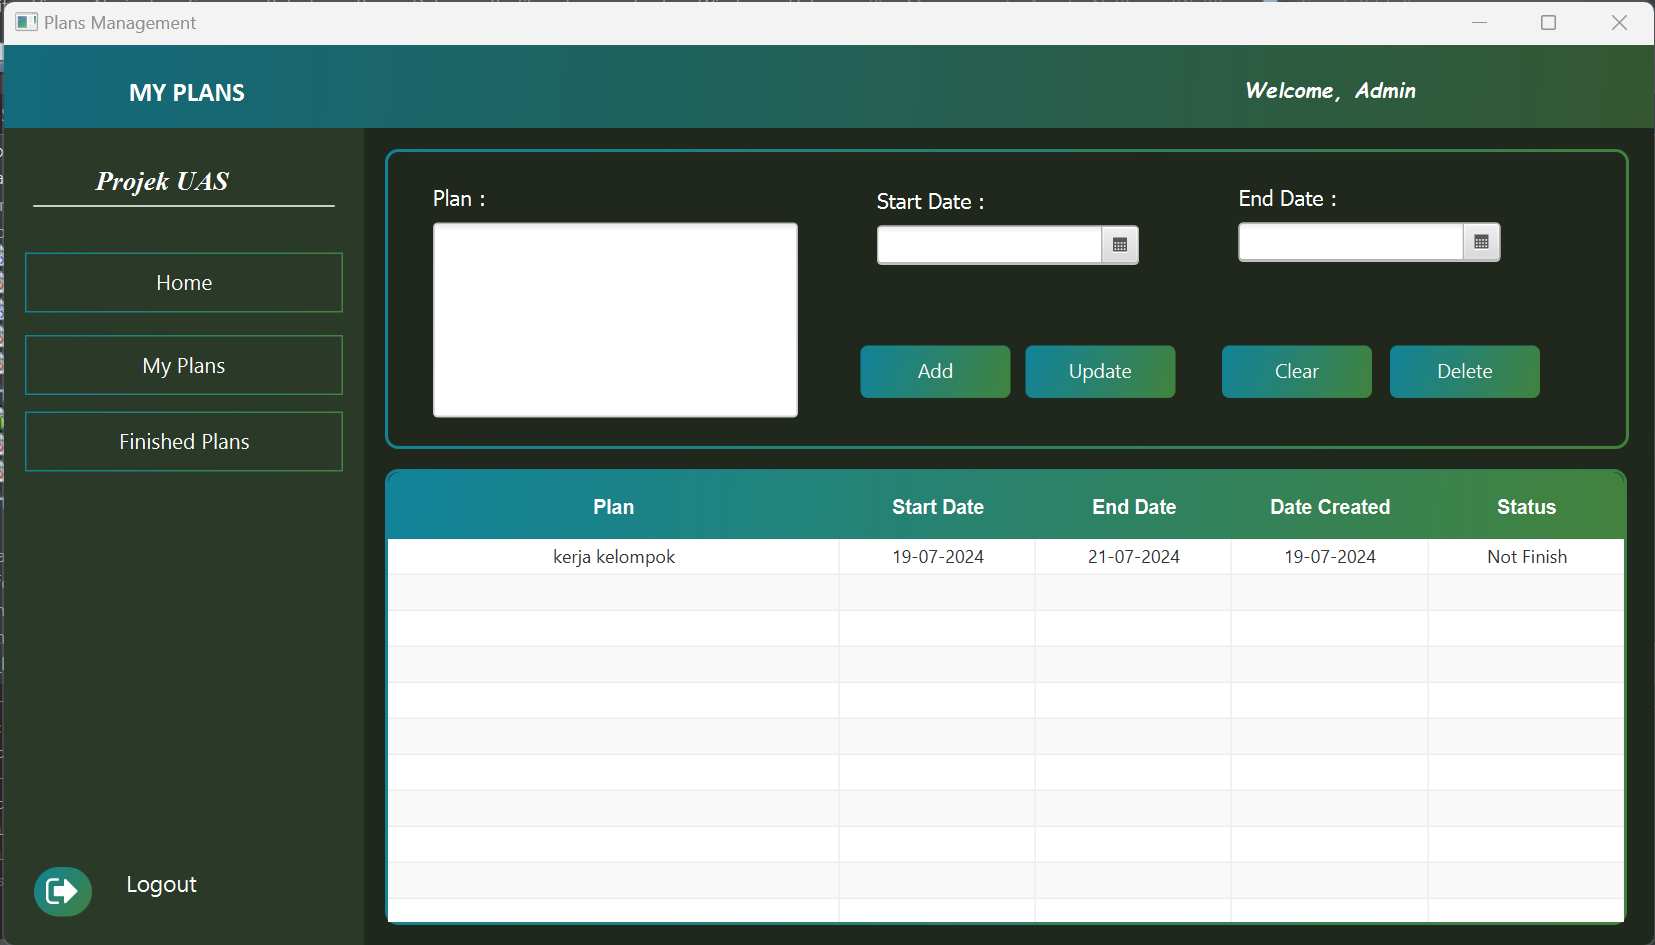 Plans Management
MY PLANS
Welcome, Admin
Projek UAS
Home
My Plans
Finished Plans
Logout
Plan :
Start Date :
End Date :
Add
Update
Clear
Delete
Plan Start Date End Date Date Created Status
kerja kelompok 19-07-2024 21-07-2024 19-07-2024 Not Finish